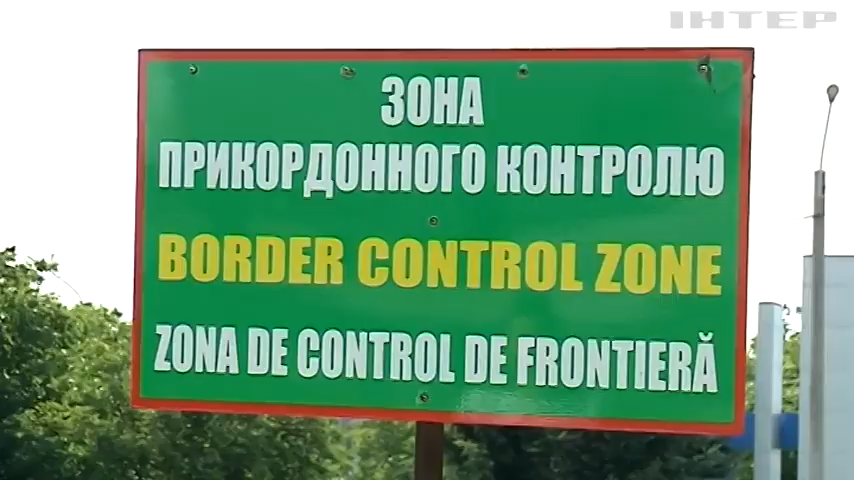 ІНТЕР
ЗОНА
ПРИКОРДОННОГО КОНТРОЛЮ
BORDER CONTROL ZONE
ZONA DE CONTROL DE FRONTIERĂ